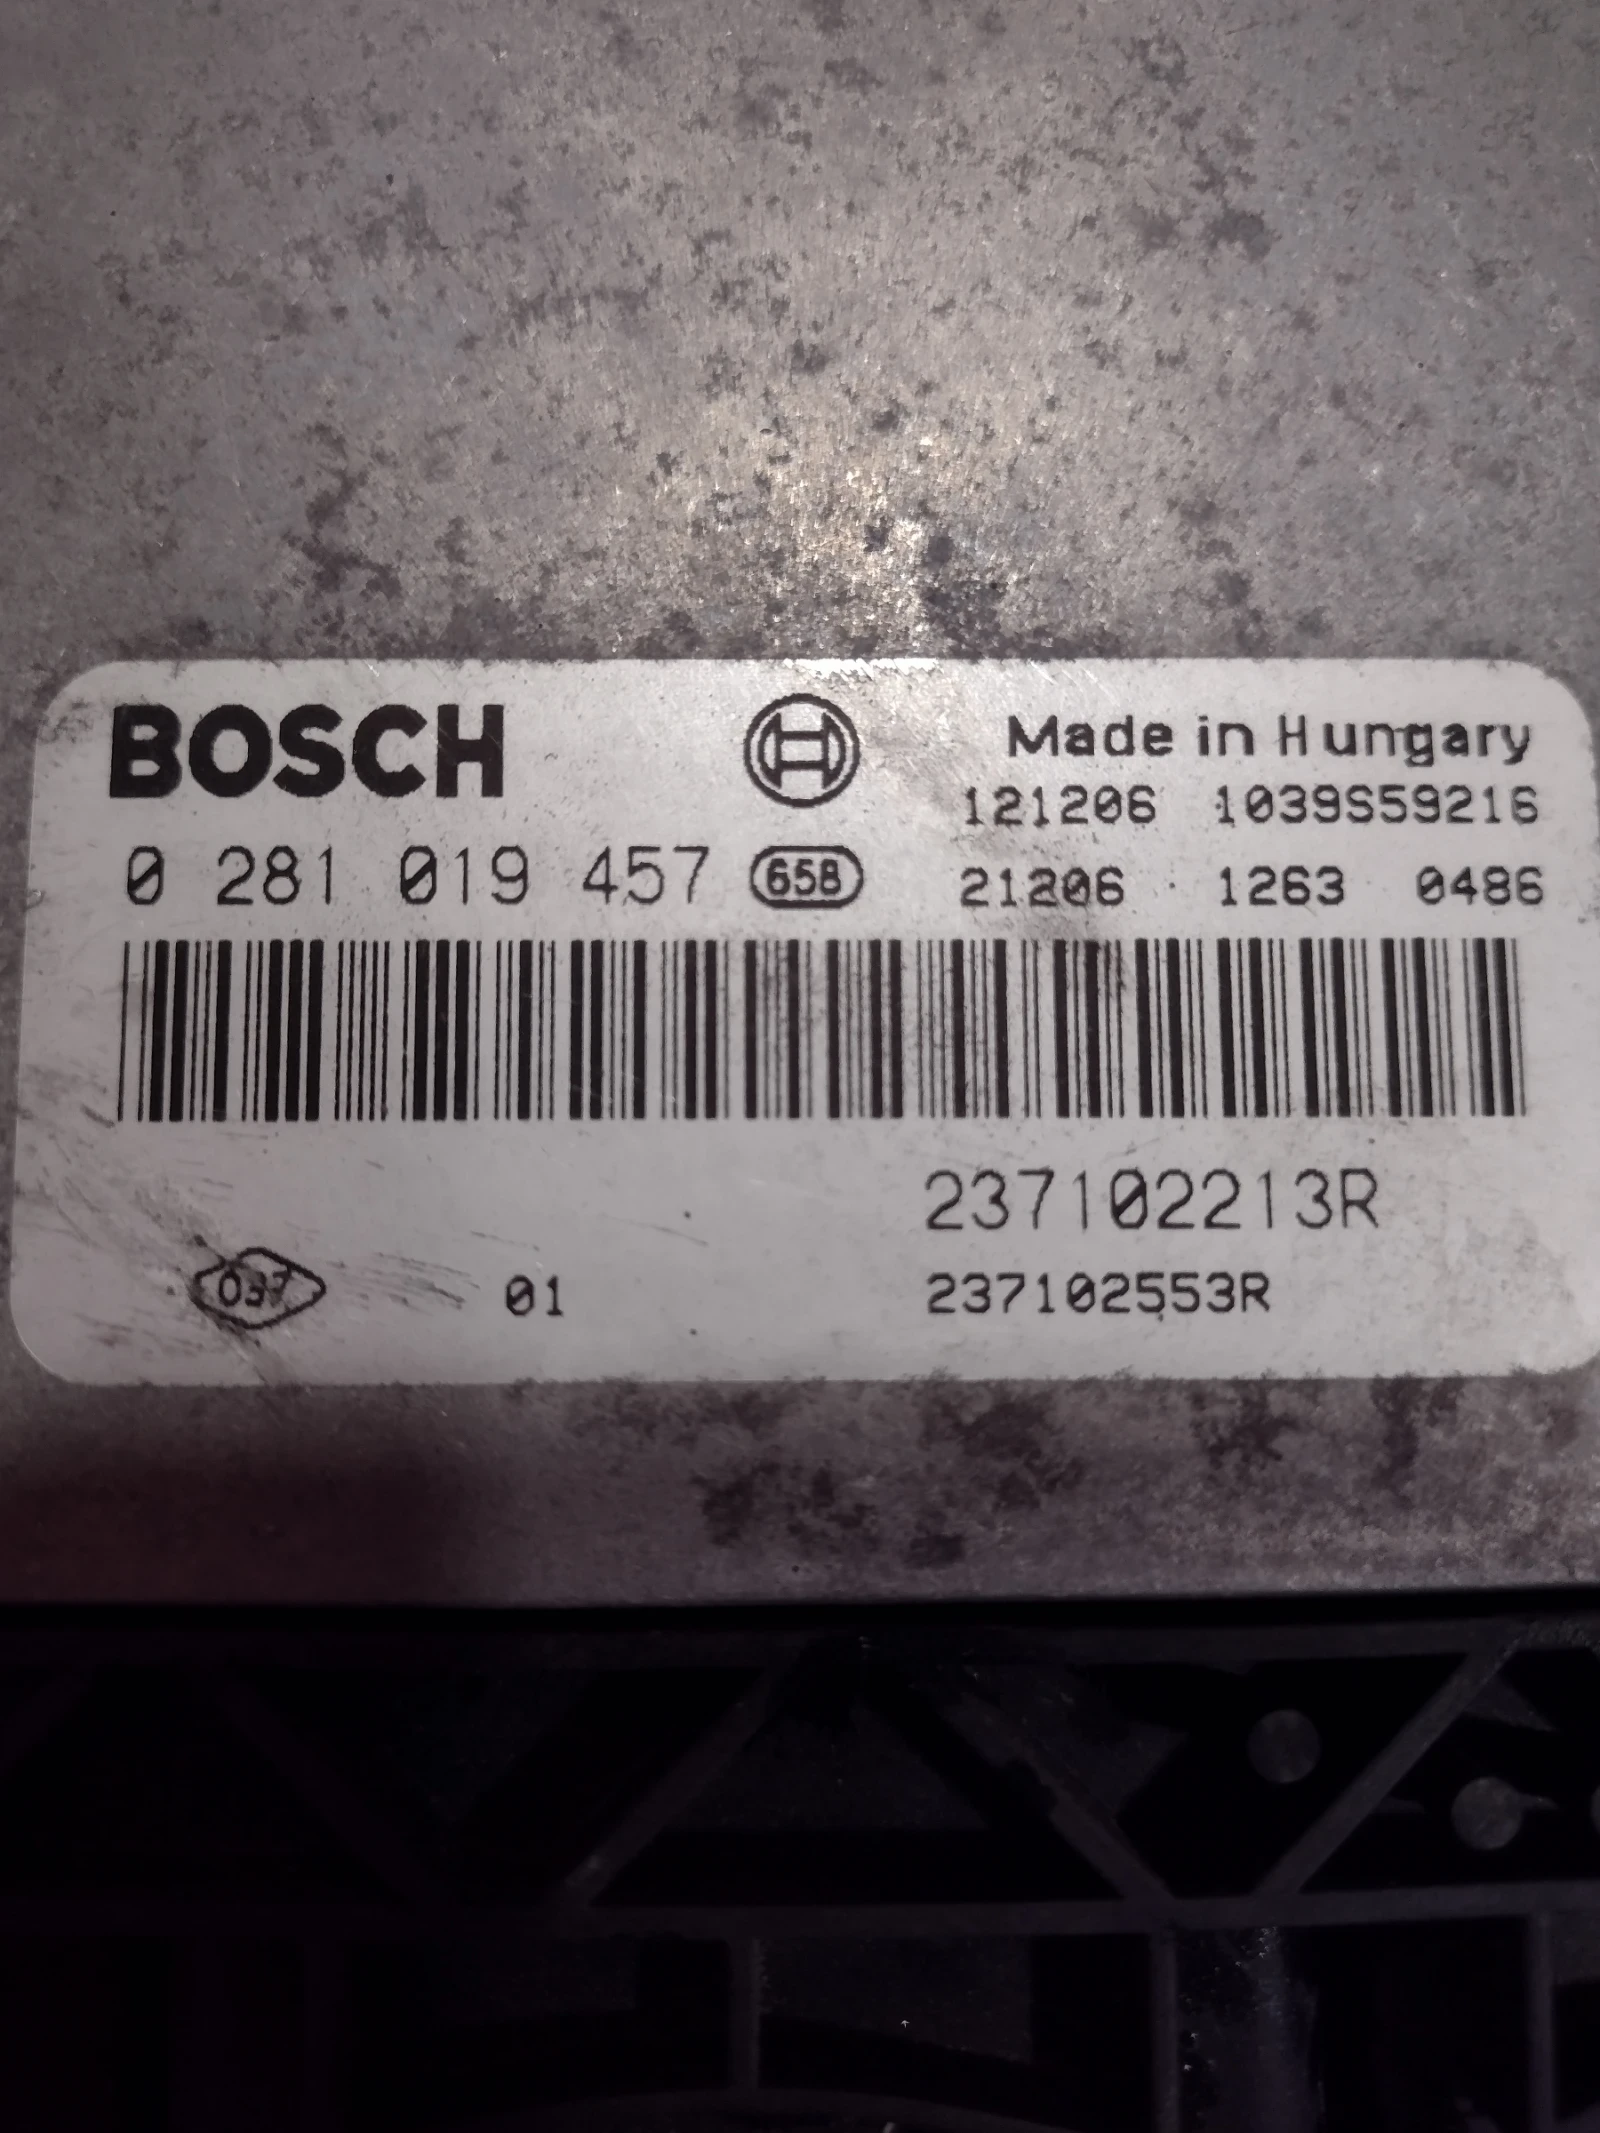 BOSCH
Made in Hungary
121206 1039S59216
0 281 019 457 658
21206 1263 0486
237102213R
037
01
237102553R